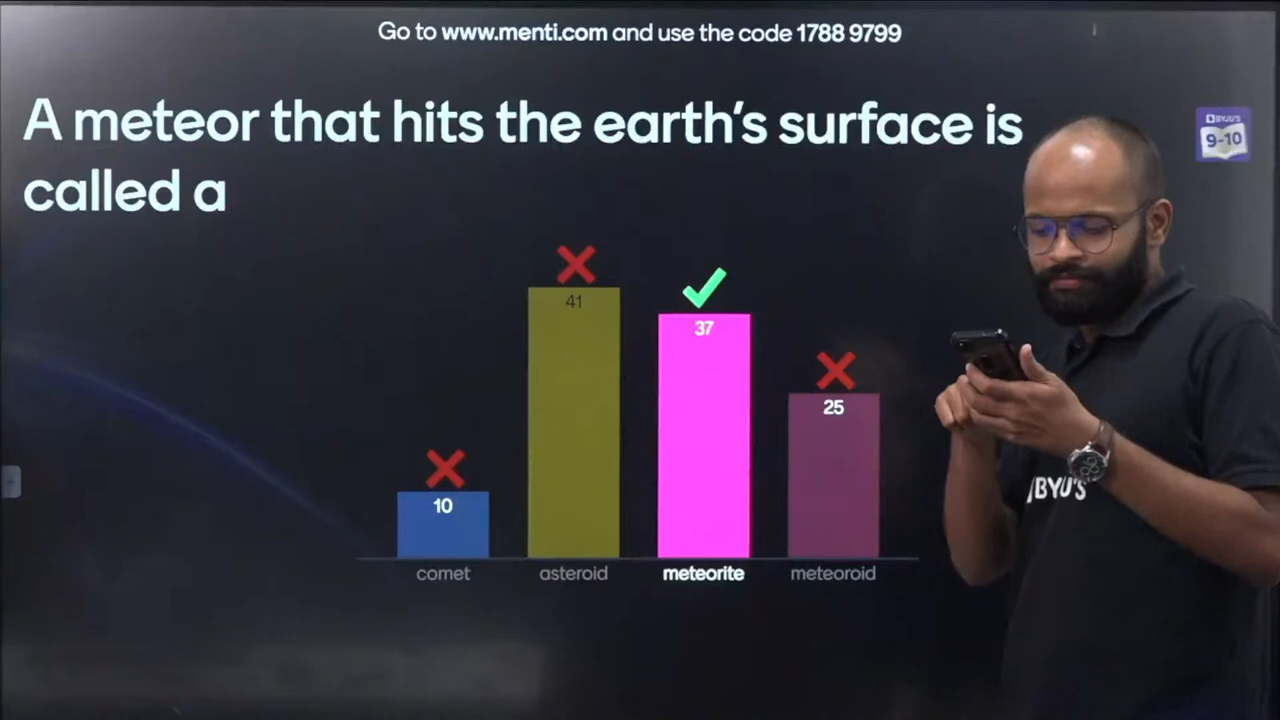 Go to www.menti.com and use the code 1788 9799
A meteor that hits the earth's surface is
called a
BYJU'S
9-10
41
37
25
10
comet
asteroid
meteorite
meteoroid
BYJU'S